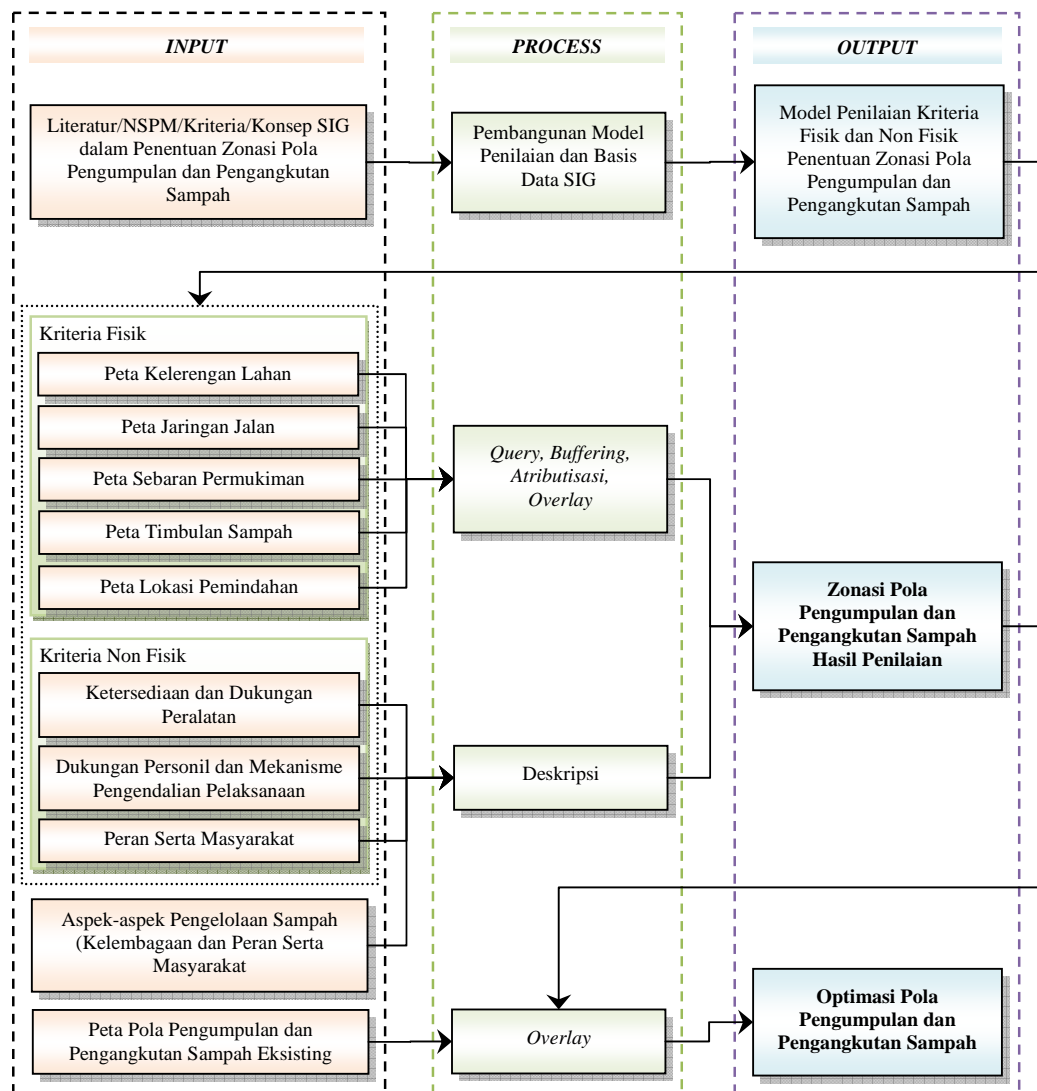 INPUT
PROCESS
OUTPUT
Literatur/NSPM/Kriteria/Konsep SIG
dalam Penentuan Zonasi Pola
Pengumpulan dan Pengangkutan
Sampah
Pembangunan Model
Penilaian dan Basis
Data SIG
Model Penilaian Kriteria
Fisik dan Non Fisik
Penentuan Zonasi Pola
Pengumpulan dan
Pengangkutan Sampah
Kriteria Fisik
Peta Kelerengan Lahan
Peta Jaringan Jalan
Peta Sebaran Permukiman
Peta Timbulan Sampah
Peta Lokasi Pemindahan
Query, Buffering,
Atributisasi,
Overlay
Zonasi Pola
Pengumpulan dan
Pengangkutan Sampah
Hasil Penilaian
Kriteria Non Fisik
Ketersediaan dan Dukungan
Peralatan
Dukungan Personil dan Mekanisme
Pengendalian Pelaksanaan
Peran Serta Masyarakat
Deskripsi
Aspek-aspek Pengelolaan Sampah
(Kelembagaan dan Peran Serta
Masyarakat
Peta Pola Pengumpulan dan
Pengangkutan Sampah Eksisting
Overlay
Optimasi Pola
Pengumpulan dan
Pengangkutan Sampah